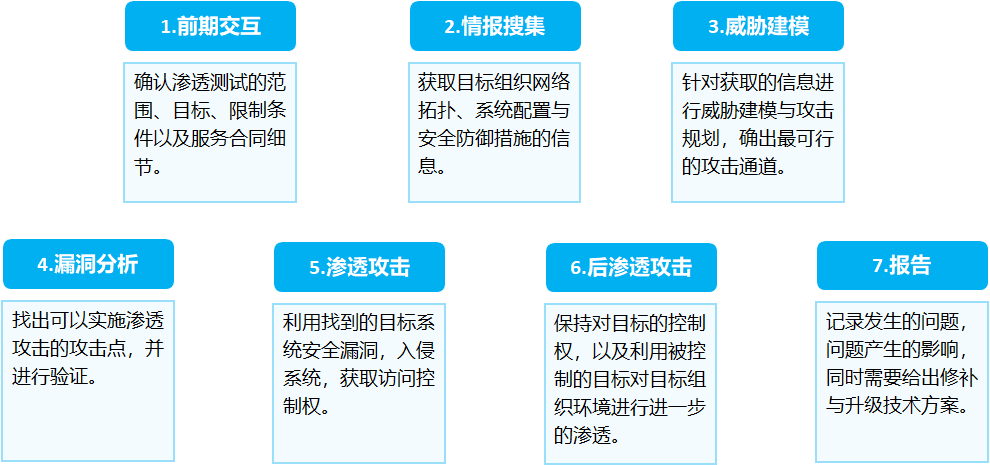 1.前期交互
确认渗透测试的范
围、目标、限制条
件以及服务合同细
节。
2.情报搜集
获取目标组织网络
拓扑、系统配置与
安全防御措施的信
息。
3.威胁建模
针对获取的信息进
行威胁建模与攻击
规划，确出最可行
的攻击通道。
4.漏洞分析
找出可以实施渗透
攻击的攻击点，并
进行验证。
5.渗透攻击
利用找到的目标系
统安全漏洞，入侵
系统，获取访问控
制权。
6.后渗透攻击
保持对目标的控制
权，以及利用被控
制的目标对目标组
织环境进行进一步
的渗透。
7.报告
记录发生的问题，
问题产生的影响，
同时需要给出修补
与升级技术方案。